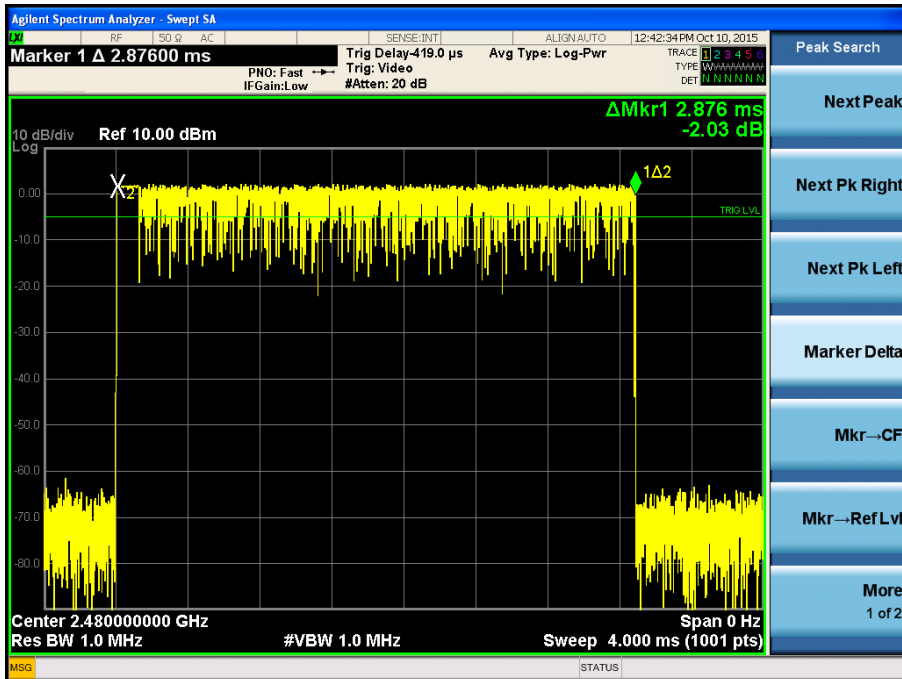 Agilent Spectrum Analyzer - Swept SA
LXI RF 50 Ω AC SENSE:INT ALIGN AUTO 12:42:34 PM Oct 10, 2015
Marker 1 Δ 2.87600 ms
PNO: Fast
IFGain:Low
Trig Delay-419.0 µs
Trig: Video
#Atten: 20 dB
Avg Type: Log-Pwr
TRACE 1 2 3 4 5 6
TYPE WWWWWW
DET N N N N N N
ΔMkr1 2.876 ms
-2.03 dB
10 dB/div Ref 10.00 dBm
Log
1Δ2
X2
TRIG LVL
0.00
-10.0
-20.0
-30.0
-40.0
-50.0
-60.0
-70.0
-80.0
Center 2.480000000 GHz Span 0 Hz
Res BW 1.0 MHz #VBW 1.0 MHz Sweep 4.000 ms (1001 pts)
MSG STATUS
Peak Search
Next Peak
Next Pk Right
Next Pk Left
Marker Delta
Mkr→CF
Mkr→Ref Lvl
More
1 of 2